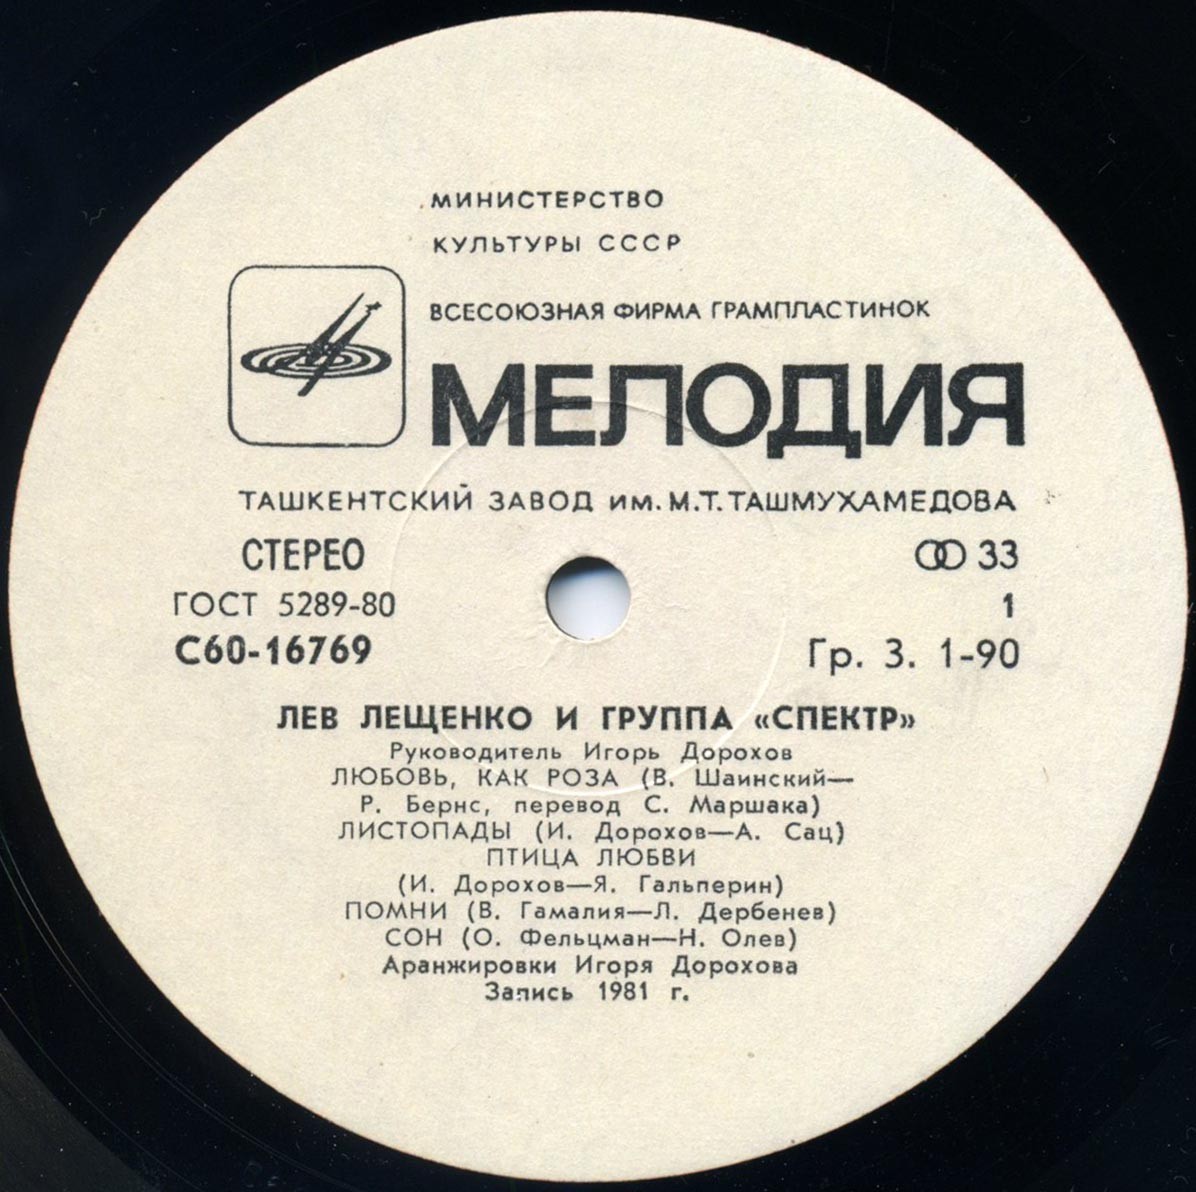 МИНИСТЕРСТВО
КУЛЬТУРЫ СССР
ВСЕСОЮЗНАЯ ФИРМА ГРАМПЛАСТИНОК
МЕЛОДИЯ
ТАШКЕНТСКИЙ ЗАВОД им. М.Т. ТАШМУХАМЕДОВА
СТЕРЕО 33
ГОСТ 5289-80 1
С60-16769 Гр. 3. 1-90
ЛЕВ ЛЕЩЕНКО И ГРУППА «СПЕКТР»
Руководитель Игорь Дорохов
ЛЮБОВЬ, КАК РОЗА (В. Шаинский—
Р. Бернс, перевод С. Маршака)
ЛИСТОПАДЫ (И. Дорохов—А. Сац)
ПТИЦА ЛЮБВИ
(И. Дорохов—Я. Гальперин)
ПОМНИ (В. Гамалия—Л. Дербенев)
СОН (О. Фельцман—Н. Олев)
Аранжировки Игоря Дорохова
Запись 1981 г.